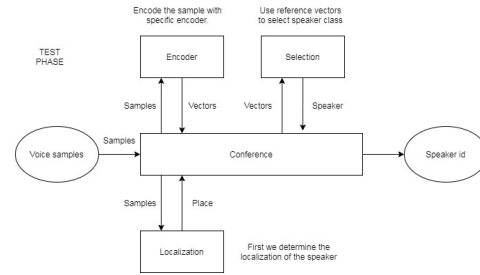 Encode the sample with
specific encoder.
Use reference vectors
to select speaker class
TEST
PHASE
Encoder
Selection
Samples
Vectors
Vectors
Speaker
Voice samples
Samples
Conference
Speaker id
Samples
Place
Localization
First we determine the
localization of the speaker